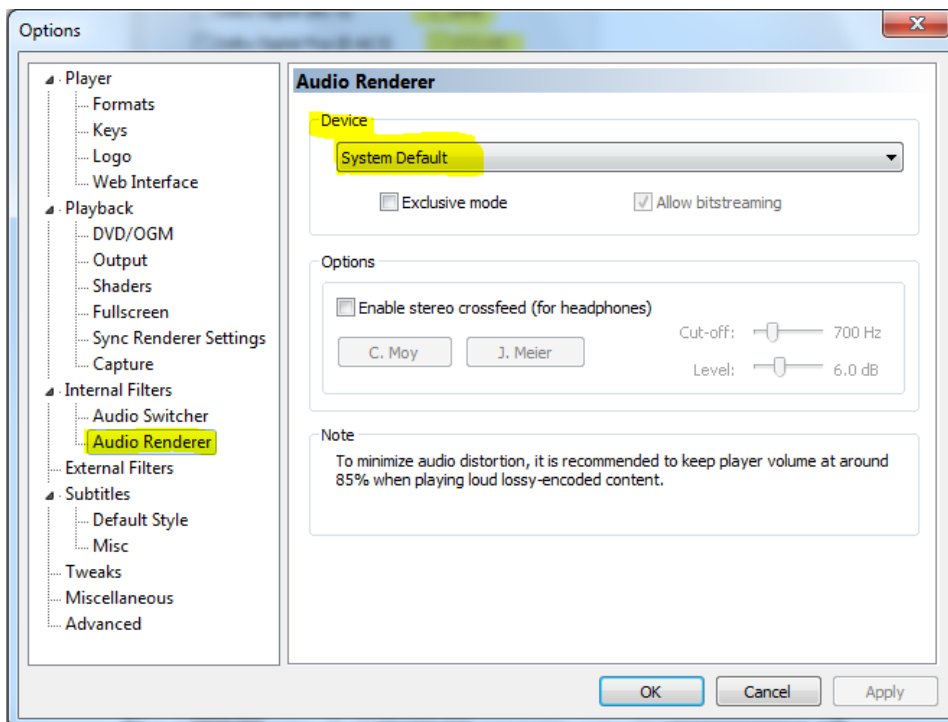 Options
Player
Formats
Keys
Logo
Web Interface
Playback
DVD/OGM
Output
Shaders
Fullscreen
Sync Renderer Settings
Capture
Internal Filters
Audio Switcher
Audio Renderer
External Filters
Subtitles
Default Style
Misc
Tweaks
Miscellaneous
Advanced
Audio Renderer
Device
System Default
Exclusive mode
Allow bitstreaming
Options
Enable stereo crossfeed (for headphones)
C. Moy
J. Meier
Cut-off: 700 Hz
Level: 6.0 dB
Note
To minimize audio distortion, it is recommended to keep player volume at around
85% when playing loud lossy-encoded content.
OK
Cancel
Apply